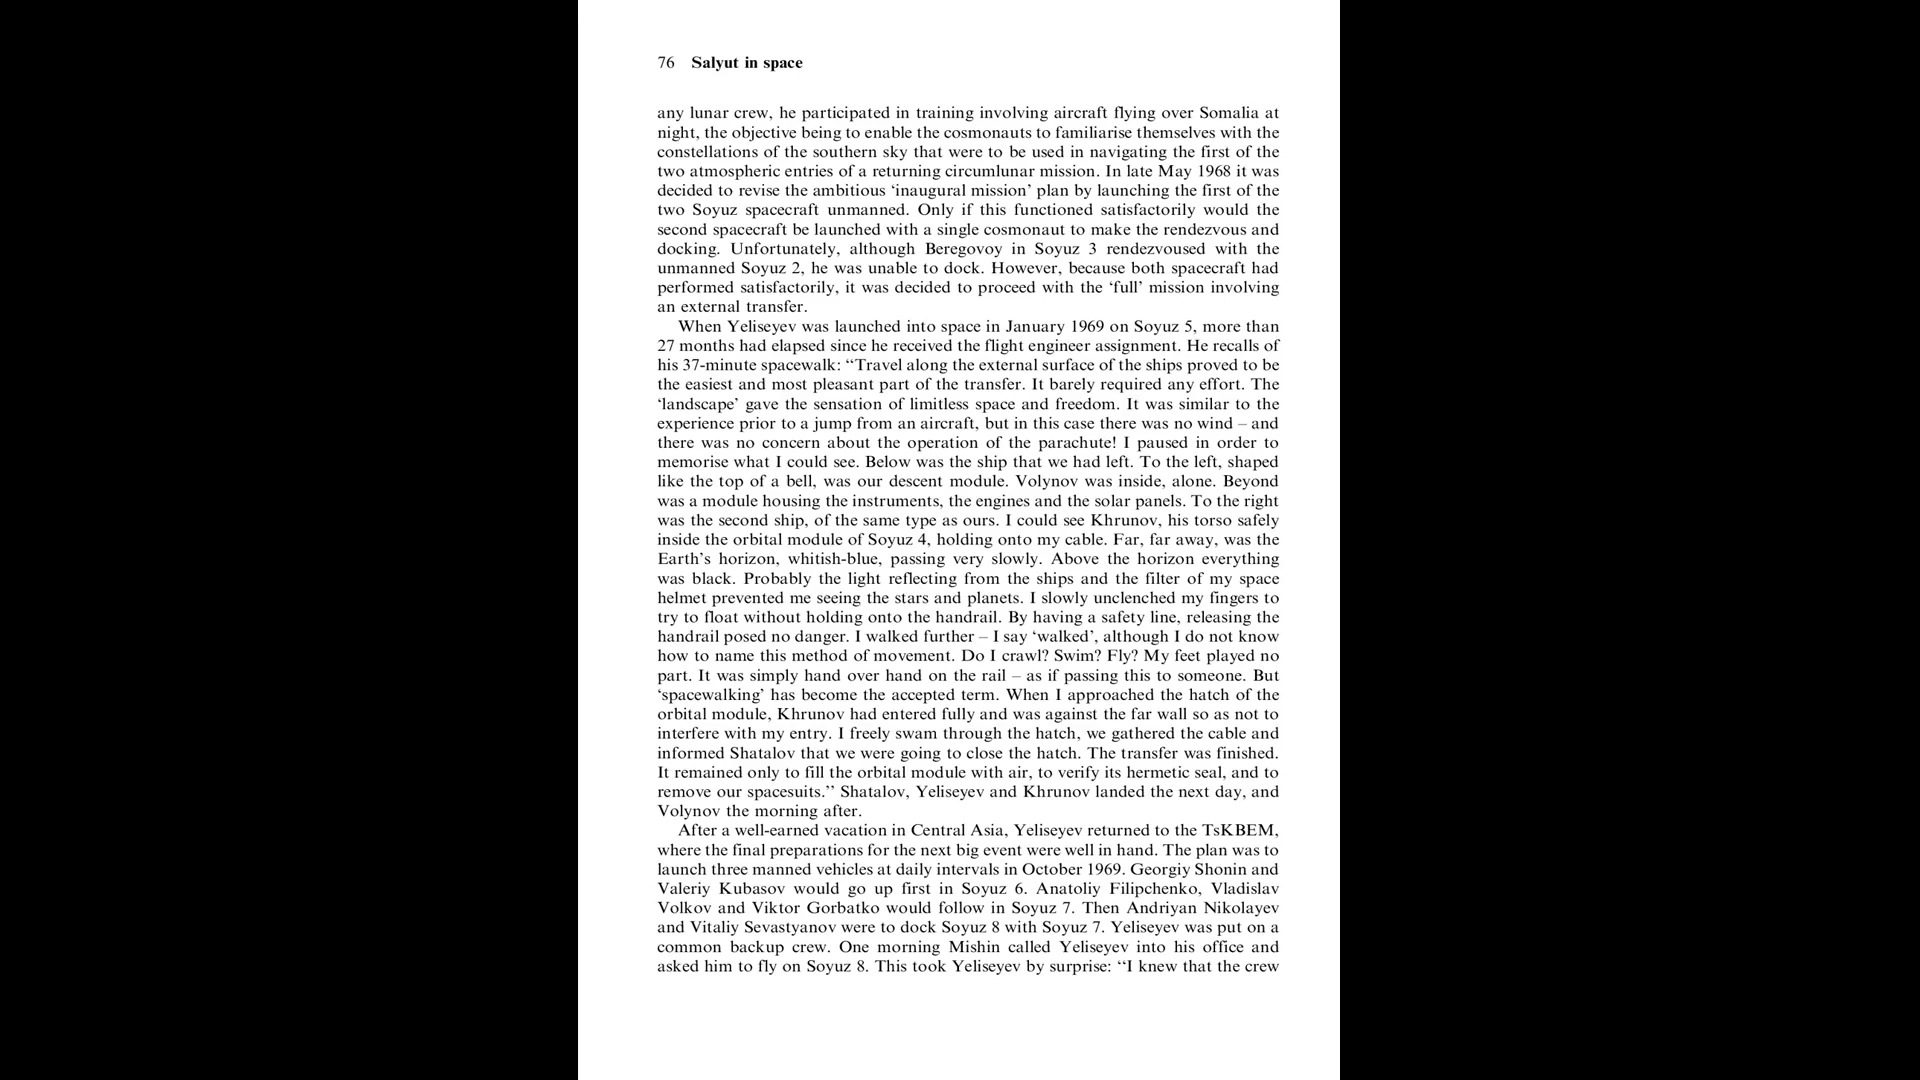 76 Salyut in space
any lunar crew, he participated in training involving aircraft flying over Somalia at
night, the objective being to enable the cosmonauts to familiarise themselves with the
constellations of the southern sky that were to be used in navigating the first of the
two atmospheric entries of a returning circumlunar mission. In late May 1968 it was
decided to revise the ambitious ‘inaugural mission’ plan by launching the first of the
two Soyuz spacecraft unmanned. Only if this functioned satisfactorily would the
second spacecraft be launched with a single cosmonaut to make the rendezvous and
docking. Unfortunately, although Beregovoy in Soyuz 3 rendezvoused with the
unmanned Soyuz 2, he was unable to dock. However, because both spacecraft had
performed satisfactorily, it was decided to proceed with the ‘full’ mission involving
an external transfer.
When Yeliseyev was launched into space in January 1969 on Soyuz 5, more than
27 months had elapsed since he received the flight engineer assignment. He recalls of
his 37-minute spacewalk: ‘‘Travel along the external surface of the ships proved to be
the easiest and most pleasant part of the transfer. It barely required any effort. The
‘landscape’ gave the sensation of limitless space and freedom. It was similar to the
experience prior to a jump from an aircraft, but in this case there was no wind – and
there was no concern about the operation of the parachute! I paused in order to
memorise what I could see. Below was the ship that we had left. To the left, shaped
like the top of a bell, was our descent module. Volynov was inside, alone. Beyond
was a module housing the instruments, the engines and the solar panels. To the right
was the second ship, of the same type as ours. I could see Khrunov, his torso safely
inside the orbital module of Soyuz 4, holding onto my cable. Far, far away, was the
Earth’s horizon, whitish-blue, passing very slowly. Above the horizon everything
was black. Probably the light reflecting from the ships and the filter of my space
helmet prevented me seeing the stars and planets. I slowly unclenched my fingers to
try to float without holding onto the handrail. By having a safety line, releasing the
handrail posed no danger. I walked further – I say ‘walked’, although I do not know
how to name this method of movement. Do I crawl? Swim? Fly? My feet played no
part. It was simply hand over hand on the rail – as if passing this to someone. But
‘spacewalking’ has become the accepted term. When I approached the hatch of the
orbital module, Khrunov had entered fully and was against the far wall so as not to
interfere with my entry. I freely swam through the hatch, we gathered the cable and
informed Shatalov that we were going to close the hatch. The transfer was finished.
It remained only to fill the orbital module with air, to verify its hermetic seal, and to
remove our spacesuits.’’ Shatalov, Yeliseyev and Khrunov landed the next day, and
Volynov the morning after.
After a well-earned vacation in Central Asia, Yeliseyev returned to the TsKBEM,
where the final preparations for the next big event were well in hand. The plan was to
launch three manned vehicles at daily intervals in October 1969. Georgiy Shonin and
Valeriy Kubasov would go up first in Soyuz 6. Anatoliy Filipchenko, Vladislav
Volkov and Viktor Gorbatko would follow in Soyuz 7. Then Andriyan Nikolayev
and Vitaliy Sevastyanov were to dock Soyuz 8 with Soyuz 7. Yeliseyev was put on a
common backup crew. One morning Mishin called Yeliseyev into his office and
asked him to fly on Soyuz 8. This took Yeliseyev by surprise: ‘‘I knew that the crew